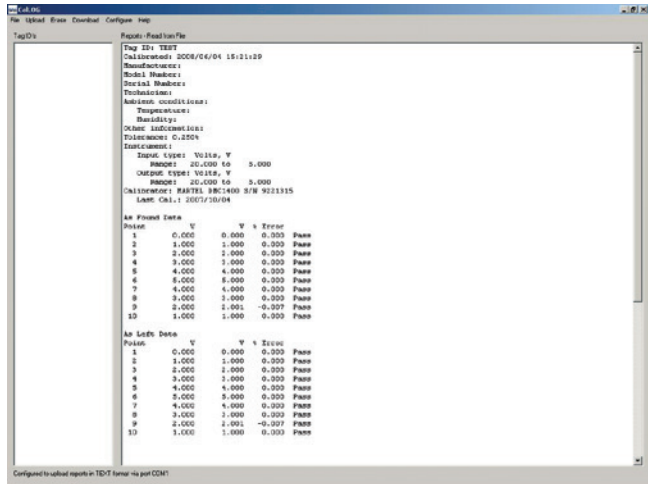 CalLOG
File Upload Erase Download Configure Help
Tag ID's
Reports - Read from File
Tag ID: TEST
Calibrated: 2008/06/04 15:21:29
Manufacturer:
Model Number:
Serial Number:
Technician:
Ambient conditions:
Temperature:
Humidity:
Other information:
Tolerance: 0.250%
Instrument:
Input type: Volts, V
Range: 20.000 to 5.000
Output type: Volts, V
Range: 20.000 to 5.000
Calibrator: MARTEL DBC1400 S/N 9221315
Last Cal.: 2007/10/04
As Found Data
Point V V % Error
1 0.000 0.000 0.000 Pass
2 1.000 1.000 0.000 Pass
3 2.000 2.000 0.000 Pass
4 3.000 3.000 0.000 Pass
5 4.000 4.000 0.000 Pass
6 5.000 5.000 0.000 Pass
7 4.000 4.000 0.000 Pass
8 3.000 3.000 0.000 Pass
9 2.000 2.001 -0.007 Pass
10 1.000 1.000 0.000 Pass
As Left Data
Point V V % Error
1 0.000 0.000 0.000 Pass
2 1.000 1.000 0.000 Pass
3 2.000 2.000 0.000 Pass
4 3.000 3.000 0.000 Pass
5 4.000 4.000 0.000 Pass
6 5.000 5.000 0.000 Pass
7 4.000 4.000 0.000 Pass
8 3.000 3.000 0.000 Pass
9 2.000 2.001 -0.007 Pass
10 1.000 1.000 0.000 Pass
Configured to upload reports in TEXT format via port COM1